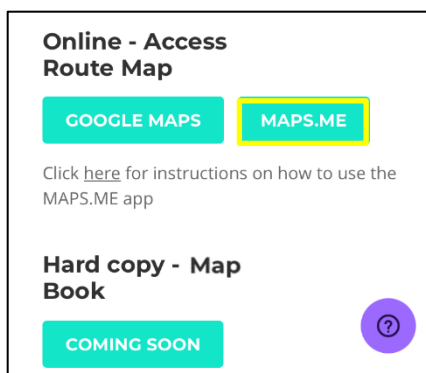 Online - Access
Route Map
GOOGLE MAPS MAPS.ME
Click here for instructions on how to use the
MAPS.ME app
Hard copy - Map
Book
COMING SOON
?